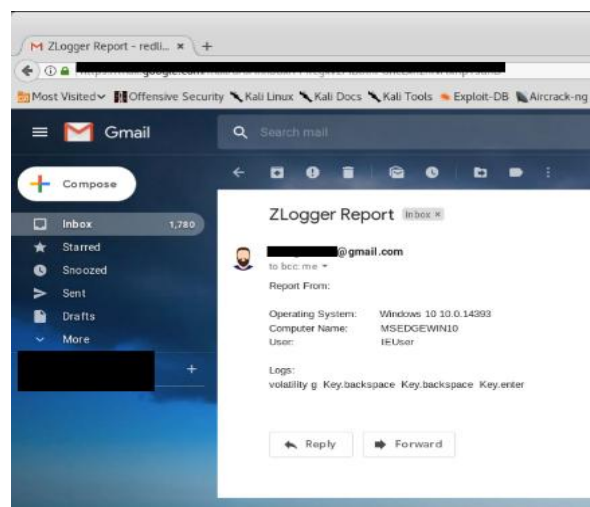 ZLogger Report - redli...
Most Visited Offensive Security Kali Linux Kali Docs Kali Tools Exploit-DB Aircrack-ng
Gmail
Search mail
Compose
Inbox 1,780
Starred
Snoozed
Sent
Drafts
More
+
ZLogger Report Inbox ×
@gmail.com
to bcc: me
Report From:
Operating System: Windows 10 10.0.14393
Computer Name: MSEDGEWIN10
User: IEUser
Logs:
volatility g Key.backspace Key.backspace Key.enter
Reply Forward